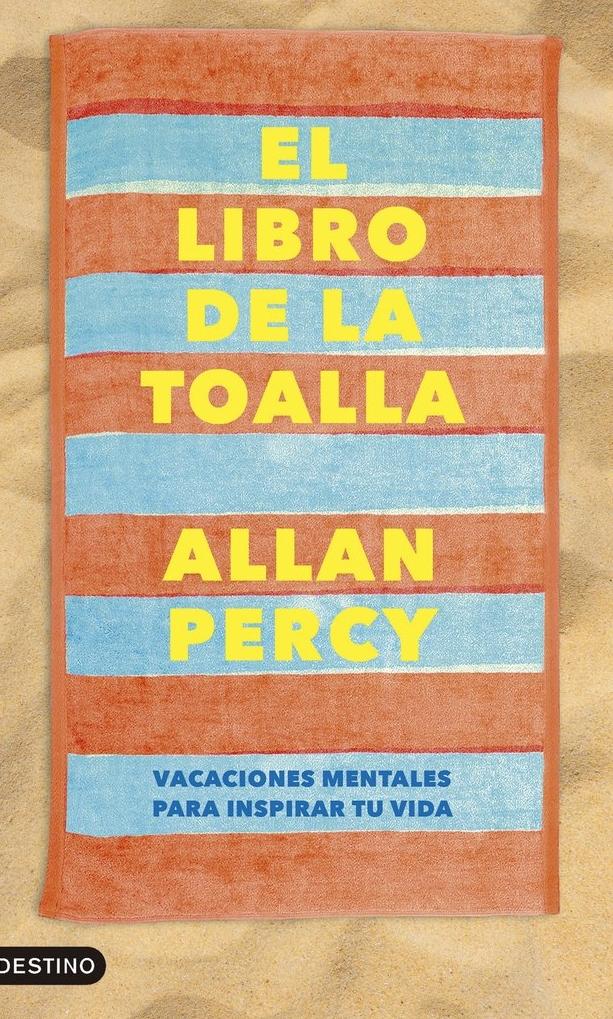 EL
LIBRO
DE LA
TOALLA
ALLAN
PERCY
VACACIONES MENTALES
PARA INSPIRAR TU VIDA
DESTINO